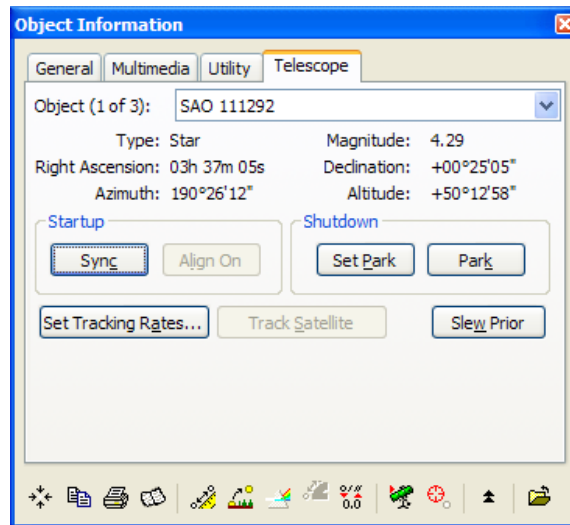 Object Information
General Multimedia Utility Telescope
Object (1 of 3): SAO 111292
Type: Star Magnitude: 4.29
Right Ascension: 03h 37m 05s Declination: +00°25'05"
Azimuth: 190°26'12" Altitude: +50°12'58"
Startup Shutdown
Sync Align On Set Park Park
Set Tracking Rates... Track Satellite Slew Prior
0.0